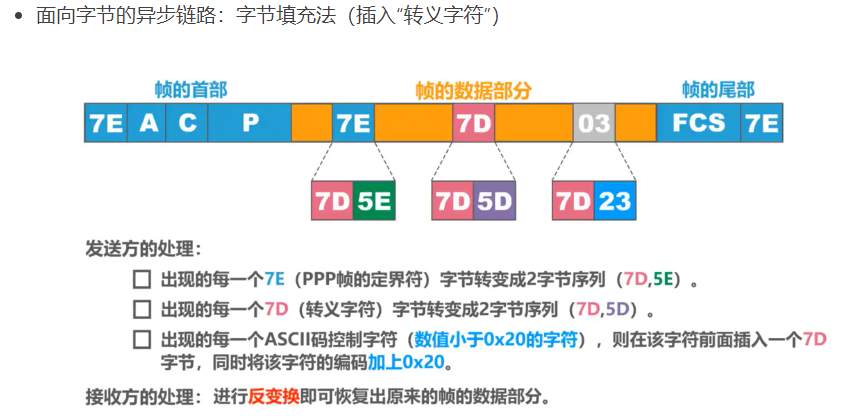 面向字节的异步链路：字节填充法（插入“转义字符”）
帧的首部 帧的数据部分 帧的尾部
7E A C P 7E 7D 03 FCS 7E
7D 5E 7D 5D 7D 23
发送方的处理：
出现的每一个7E（PPP帧的定界符）字节转变成2字节序列（7D,5E）。
出现的每一个7D（转义字符）字节转变成2字节序列（7D,5D）。
出现的每一个ASCII码控制字符（数值小于0x20的字符），则在该字符前面插入一个7D
字节，同时将该字符的编码加上0x20。
接收方的处理：进行反变换即可恢复出原来的帧的数据部分。